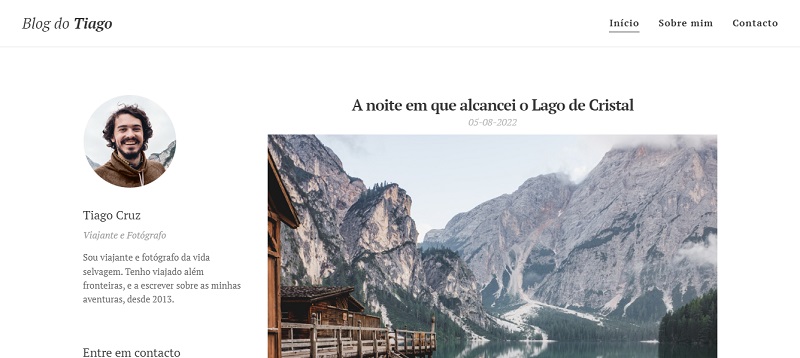 Blog do Tiago
Início Sobre mim Contacto
A noite em que alcancei o Lago de Cristal
05-08-2022
Tiago Cruz
Viajante e Fotógrafo
Sou viajante e fotógrafo da vida
selvagem. Tenho viajado além
fronteiras, e a escrever sobre as minhas
aventuras, desde 2013.
Entre em contacto